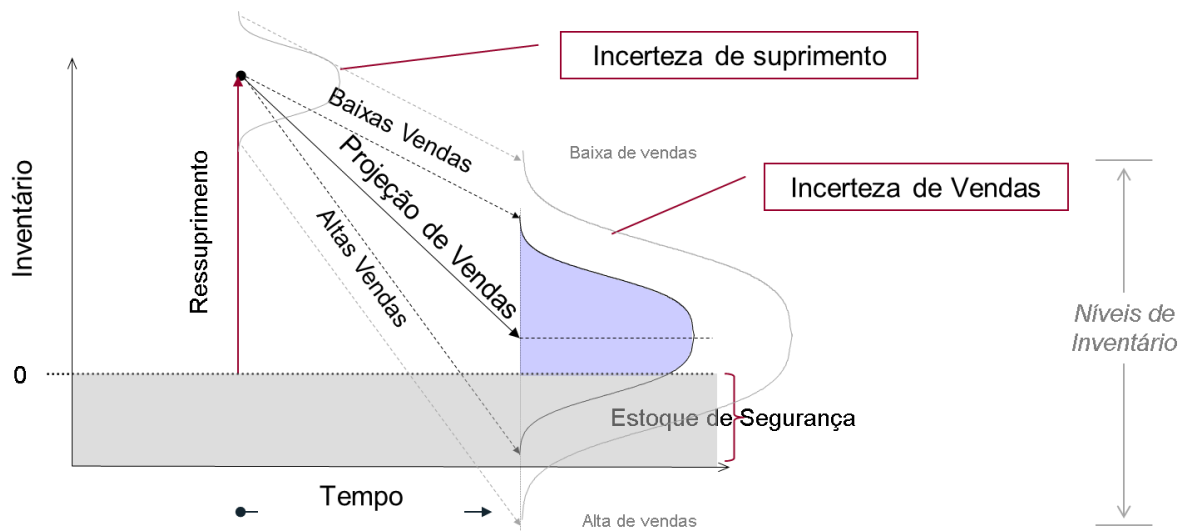 Incerteza de suprimento
Baixas Vendas
Baixa de vendas
Projeção de Vendas
Incerteza de Vendas
Altas Vendas
Inventário
Ressuprimento
Níveis de
Inventário
0
Estoque de Segurança
Tempo
Alta de vendas